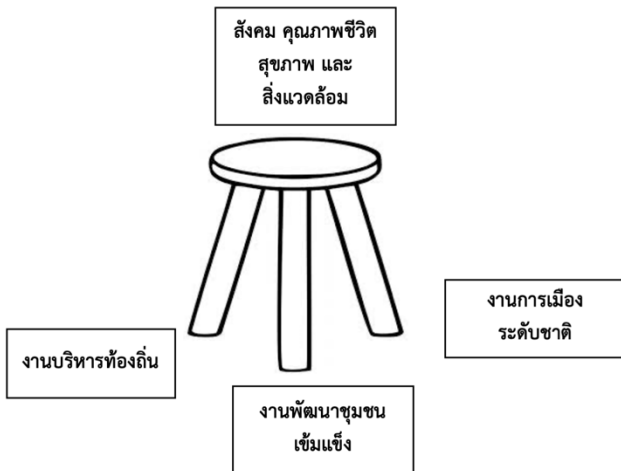 สังคม คุณภาพชีวิต
สุขภาพ และ
สิ่งแวดล้อม
งานการเมือง
ระดับชาติ
งานบริหารท้องถิ่น
งานพัฒนาชุมชน
เข้มแข็ง